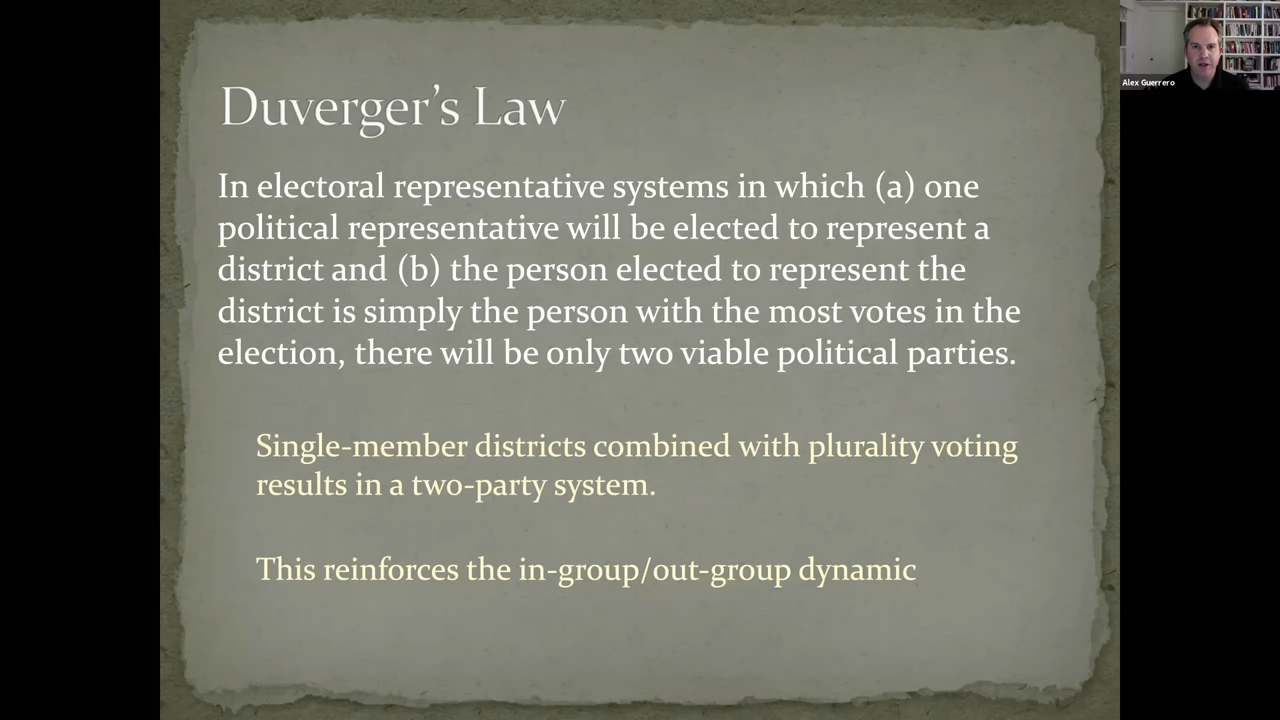 Alex Guerrero
Duverger's Law
In electoral representative systems in which (a) one
political representative will be elected to represent a
district and (b) the person elected to represent the
district is simply the person with the most votes in the
election, there will be only two viable political parties.
Single-member districts combined with plurality voting
results in a two-party system.
This reinforces the in-group/out-group dynamic